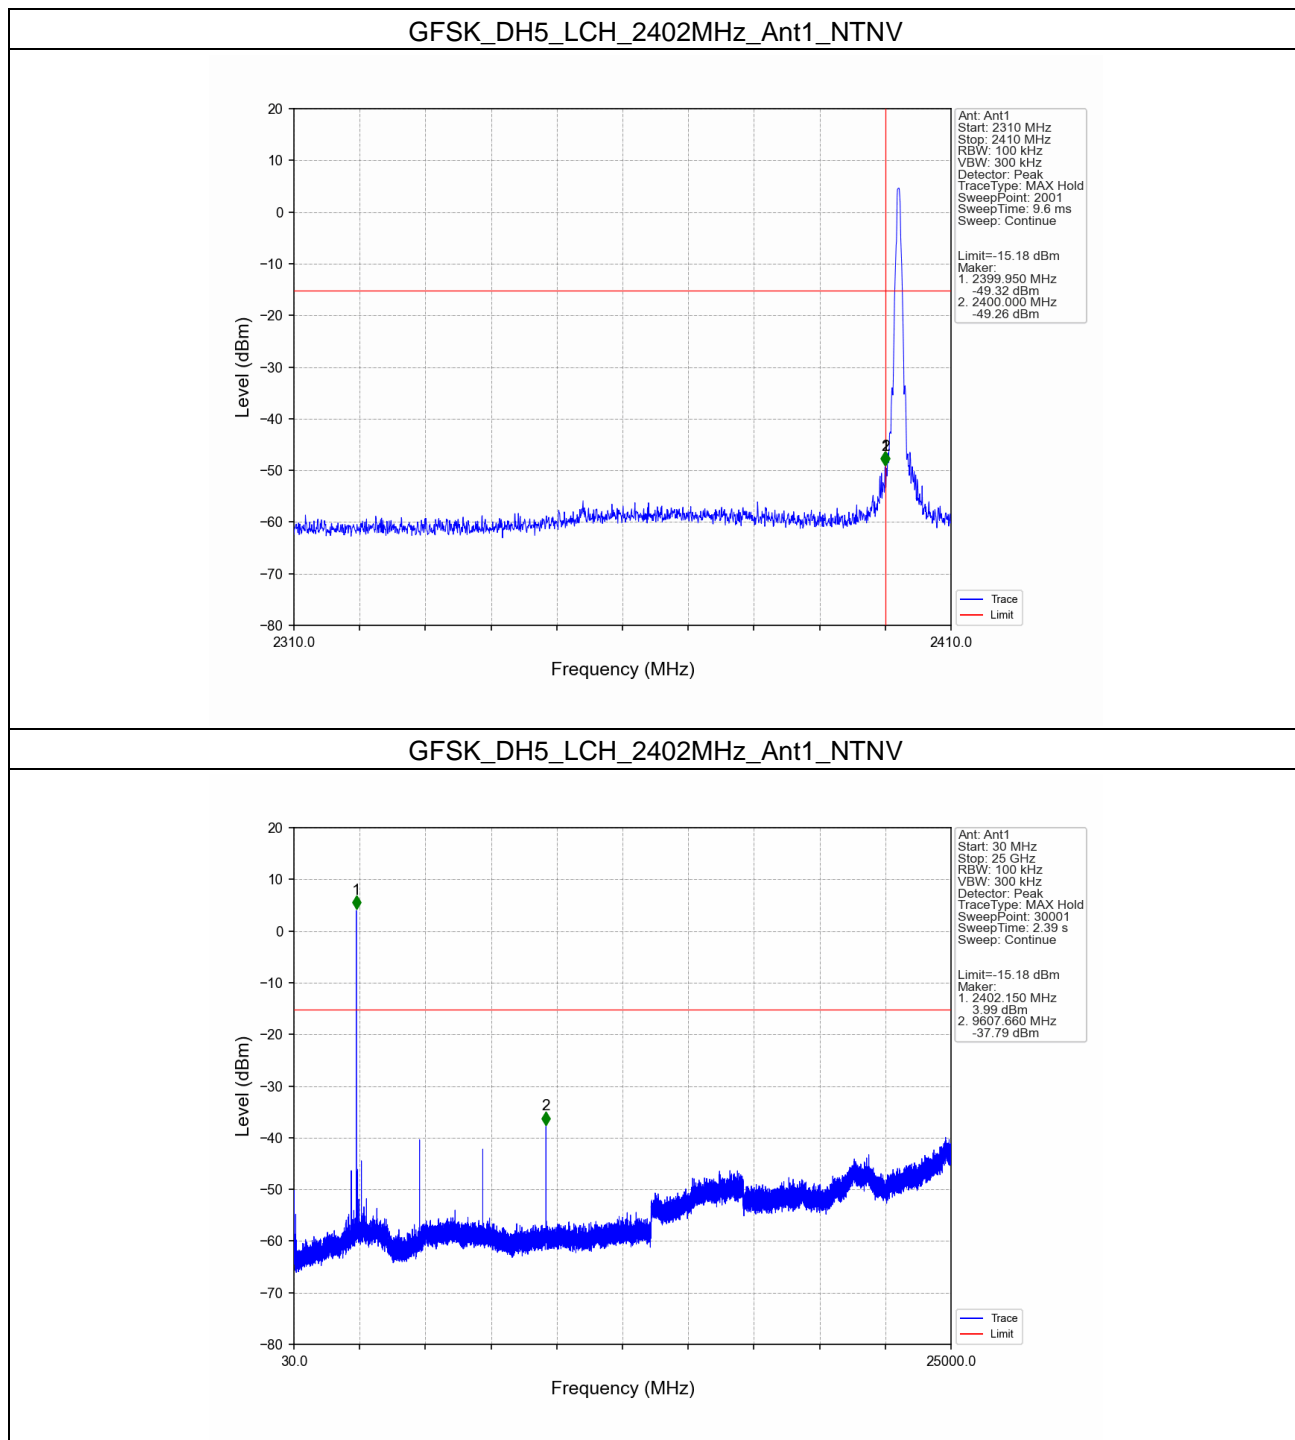 GFSK_DH5_LCH_2402MHz_Ant1_NTNV
20
10
0
−10
−20
−30
−40
−50
−60
−70
−80
Level (dBm)
2310.0
2410.0
Frequency (MHz)
2
Ant: Ant1
Start: 2310 MHz
Stop: 2410 MHz
RBW: 100 kHz
VBW: 300 kHz
Detector: Peak
TraceType: MAX Hold
SweepPoint: 2001
SweepTime: 9.6 ms
Sweep: Continue
Limit=-15.18 dBm
Maker:
1. 2399.950 MHz
-49.32 dBm
2. 2400.000 MHz
-49.26 dBm
Trace
Limit
GFSK_DH5_LCH_2402MHz_Ant1_NTNV
20
10
0
−10
−20
−30
−40
−50
−60
−70
−80
Level (dBm)
30.0
25000.0
Frequency (MHz)
1
2
Ant: Ant1
Start: 30 MHz
Stop: 25 GHz
RBW: 100 kHz
VBW: 300 kHz
Detector: Peak
TraceType: MAX Hold
SweepPoint: 30001
SweepTime: 2.39 s
Sweep: Continue
Limit=-15.18 dBm
Maker:
1. 2402.150 MHz
3.99 dBm
2. 9607.660 MHz
-37.79 dBm
Trace
Limit